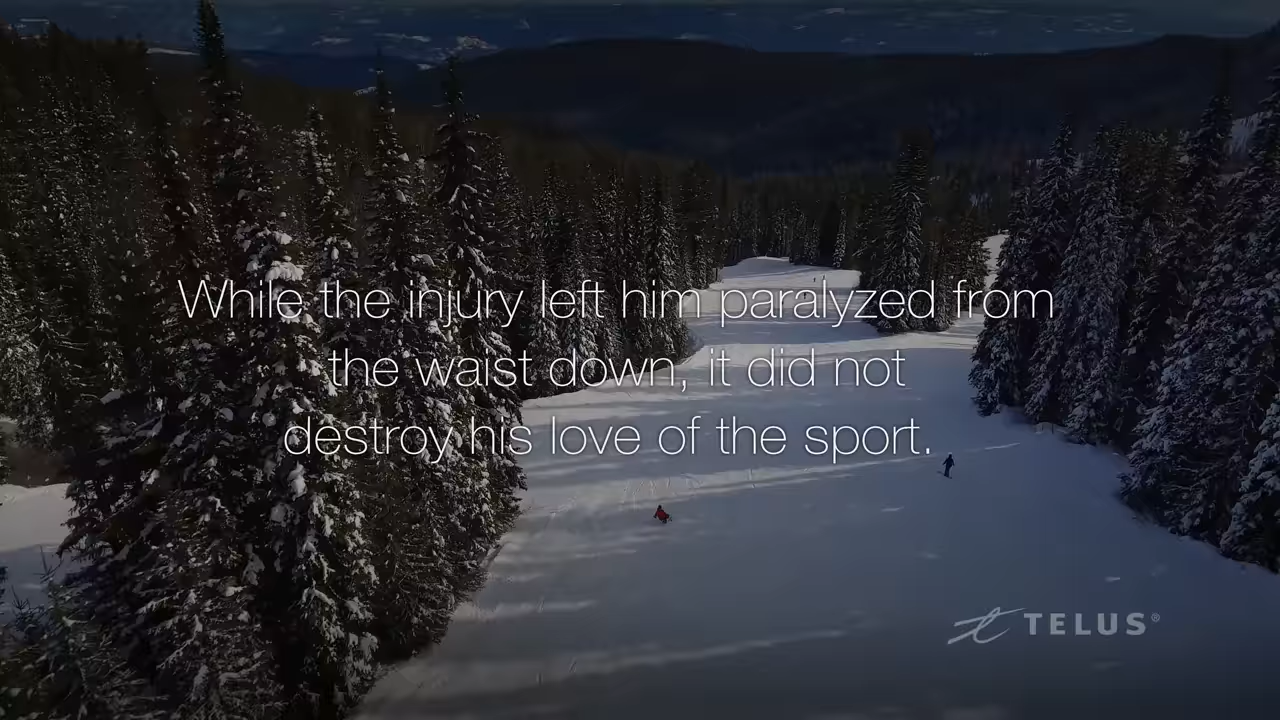 While the injury left him paralyzed from
the waist down, it did not
destroy his love of the sport.
TELUS®